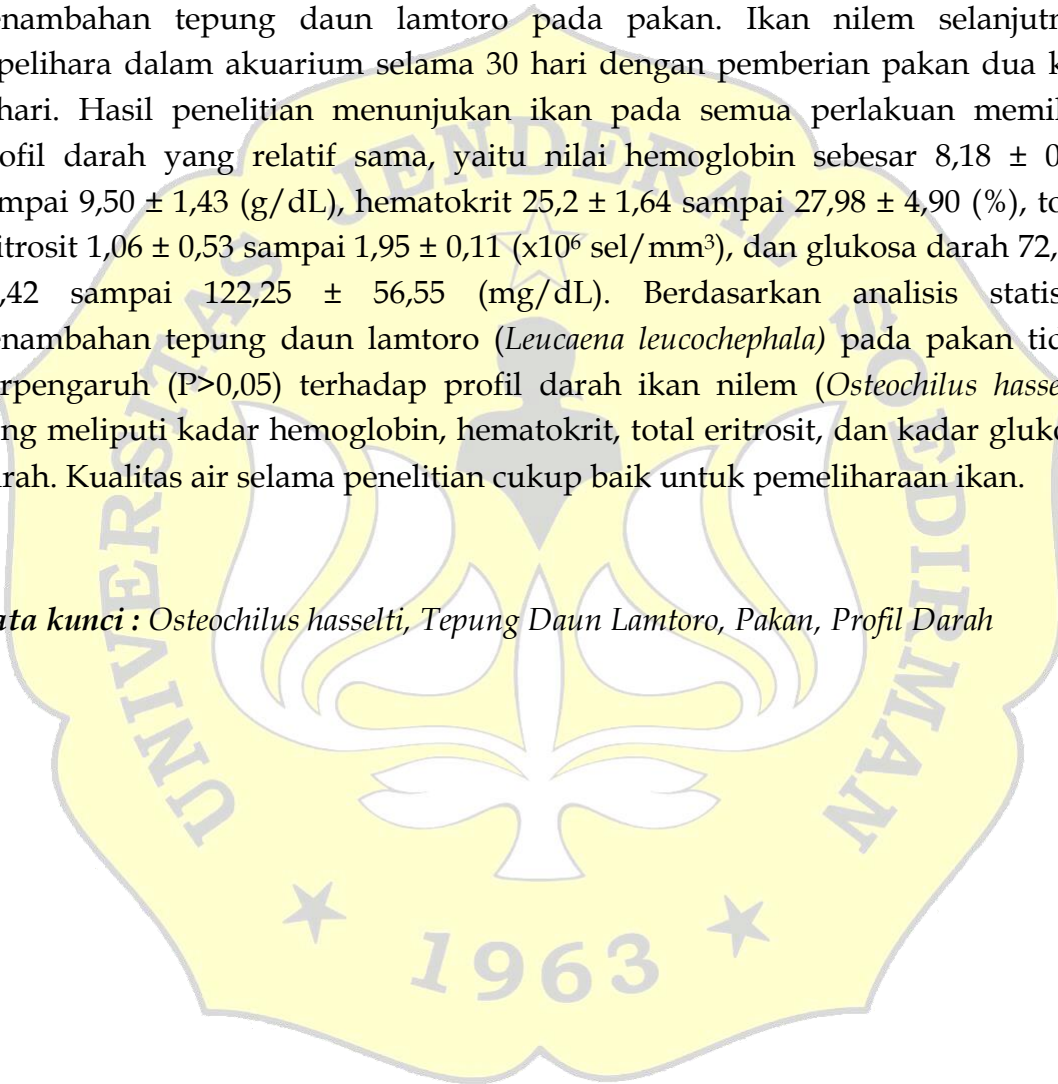 enambahan tepung daun lamtoro pada pakan. Ikan nilem selanjutn
pelihara dalam akuarium selama 30 hari dengan pemberian pakan dua k
hari. Hasil penelitian menunjukan ikan pada semua perlakuan memil
rofil darah yang relatif sama, yaitu nilai hemoglobin sebesar 8,18 ± 0
mpai 9,50 ± 1,43 (g/dL), hematokrit 25,2 ± 1,64 sampai 27,98 ± 4,90 (%), to
itrosit 1,06 ± 0,53 sampai 1,95 ± 0,11 (x10⁶ sel/mm³), dan glukosa darah 72,
,42 sampai 122,25 ± 56,55 (mg/dL). Berdasarkan analisis statis
enambahan tepung daun lamtoro (Leucaena leucochephala) pada pakan tid
rpengaruh (P>0,05) terhadap profil darah ikan nilem (Osteochilus hasse
ng meliputi kadar hemoglobin, hematokrit, total eritrosit, dan kadar gluko
arah. Kualitas air selama penelitian cukup baik untuk pemeliharaan ikan.
ata kunci : Osteochilus hasselti, Tepung Daun Lamtoro, Pakan, Profil Darah
UNIVERSITAS JENDERAL SOEDIRMAN
1963